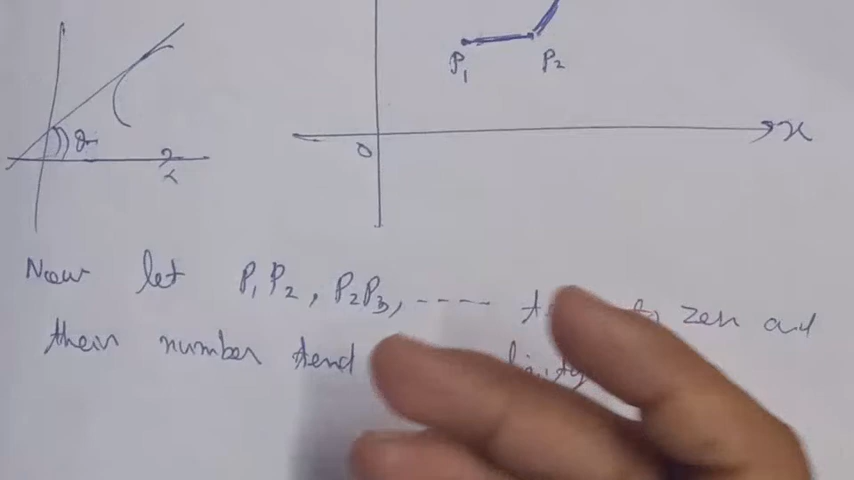 P₁ P₂
θ
x
0
x
Now let P₁P₂, P₂P₃, ---- zero and
their number tend